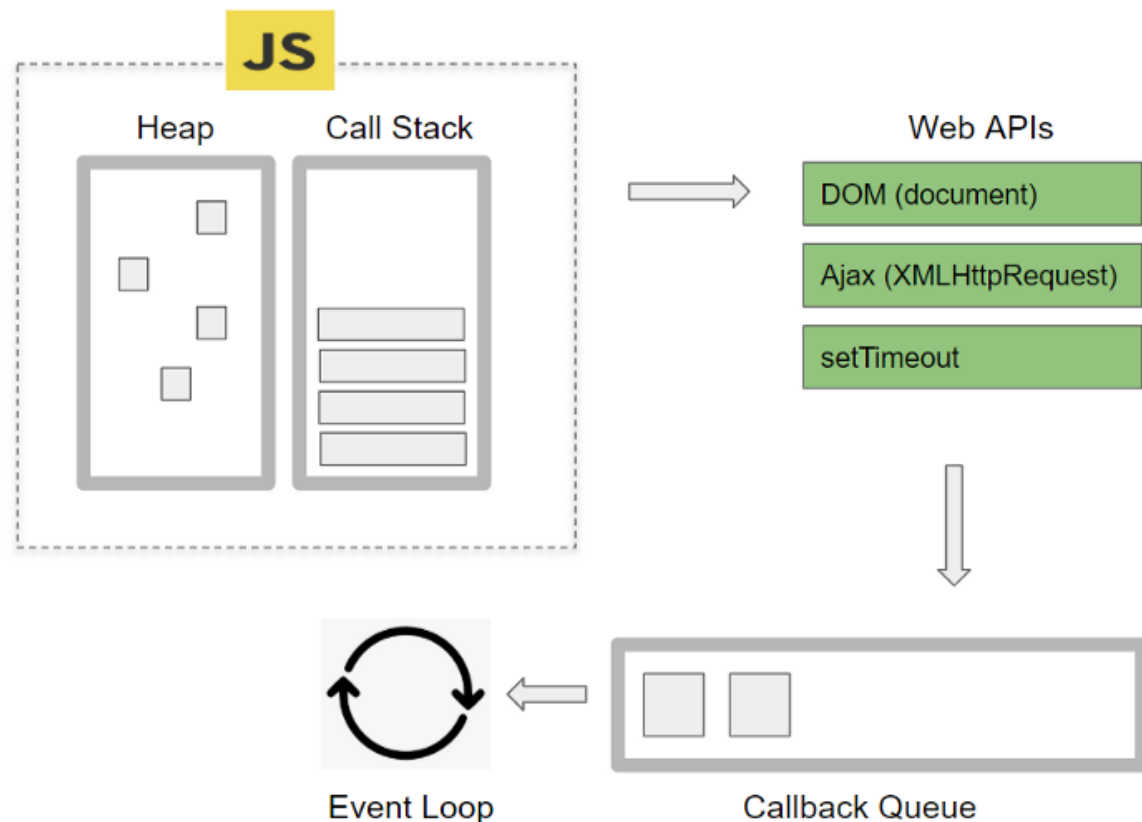 JS
Heap
Call Stack
Web APIs
DOM (document)
Ajax (XMLHttpRequest)
setTimeout
Event Loop
Callback Queue